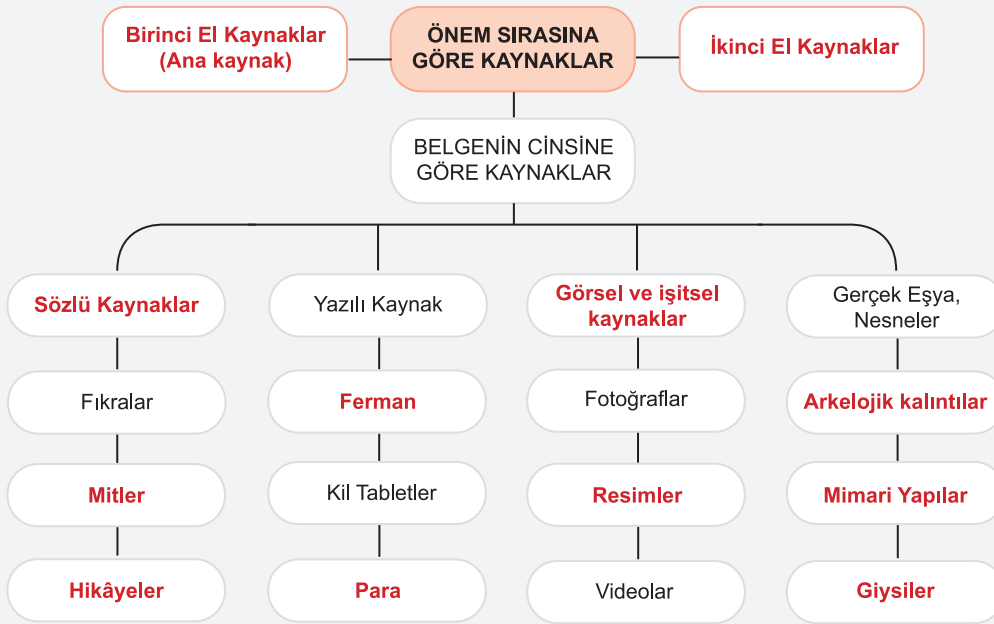 Birinci El Kaynaklar
(Ana kaynak)
ÖNEM SIRASINA
GÖRE KAYNAKLAR
İkinci El Kaynaklar
BELGENİN CİNSİNE
GÖRE KAYNAKLAR
Sözlü Kaynaklar
Yazılı Kaynak
Görsel ve işitsel
kaynaklar
Gerçek Eşya,
Nesneler
Fıkralar
Ferman
Fotoğraflar
Arkelojik kalıntılar
Mitler
Kil Tabletler
Resimler
Mimari Yapılar
Hikâyeler
Para
Videolar
Giysiler